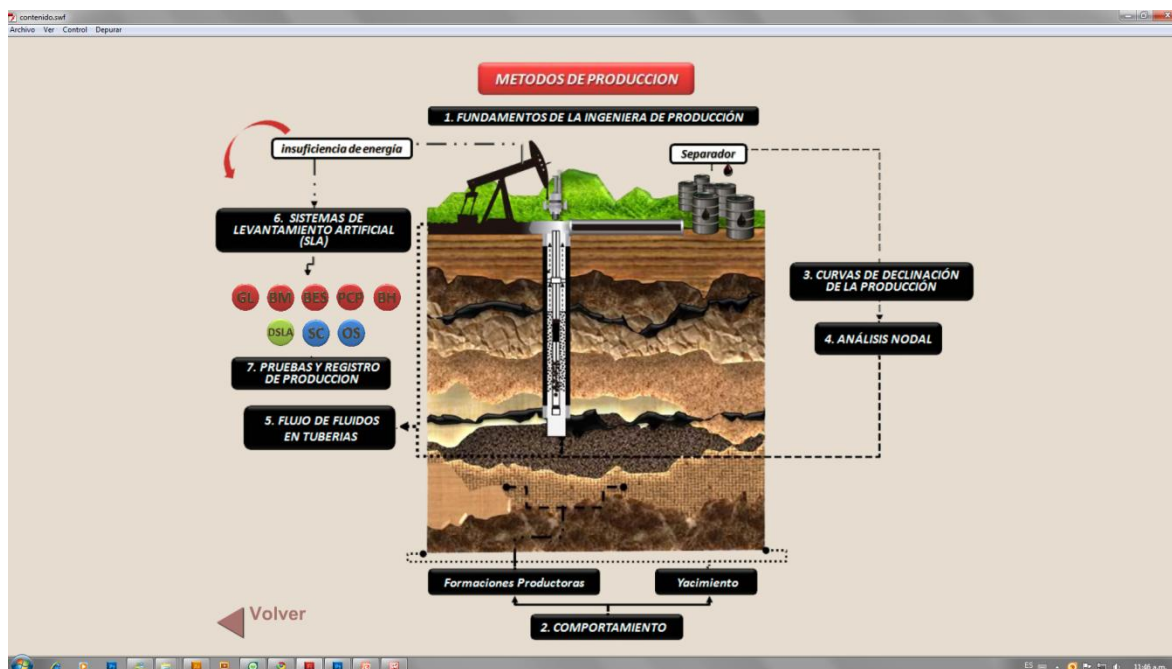 contenido.swf
Archivo Ver Control Depurar
METODOS DE PRODUCCION
1. FUNDAMENTOS DE LA INGENIERA DE PRODUCCIÓN
insuficiencia de energía
Separador
6. SISTEMAS DE
LEVANTAMIENTO ARTIFICIAL
(SLA)
GL BM BES PCP BH
DSLA SC OS
7. PRUEBAS Y REGISTRO
DE PRODUCCION
5. FLUJO DE FLUIDOS
EN TUBERIAS
3. CURVAS DE DECLINACIÓN
DE LA PRODUCCIÓN
4. ANÁLISIS NODAL
Formaciones Productoras
Yacimiento
2. COMPORTAMIENTO
Volver
ES
11:46 a.m.